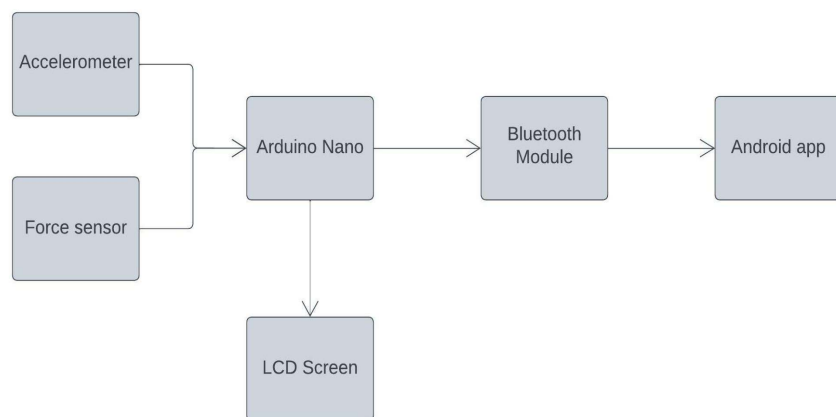 Accelerometer
Arduino Nano
Bluetooth
Module
Android app
Force sensor
LCD Screen